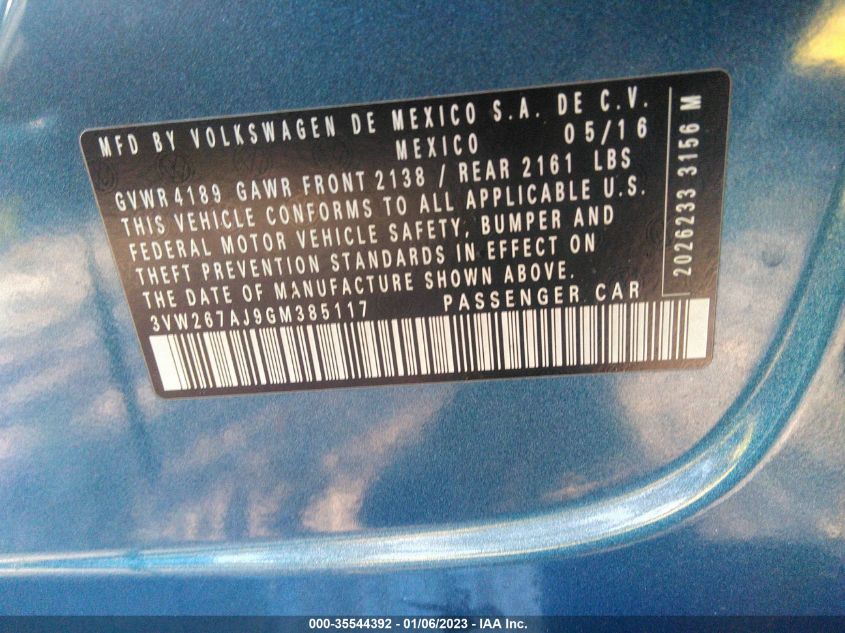 MFD BY VOLKSWAGEN DE MEXICO S.A. DE C.V.
MEXICO 05/16
GVWR 4189 GAWR FRONT 2138 / REAR 2161 LBS
THIS VEHICLE CONFORMS TO ALL APPLICABLE U.S.
FEDERAL MOTOR VEHICLE SAFETY, BUMPER AND
THEFT PREVENTION STANDARDS IN EFFECT ON
THE DATE OF MANUFACTURE SHOWN ABOVE.
3VW267AJ9GM385117 PASSENGER CAR
2026233 3156 M
000-35544392 - 01/06/2023 - IAA Inc.